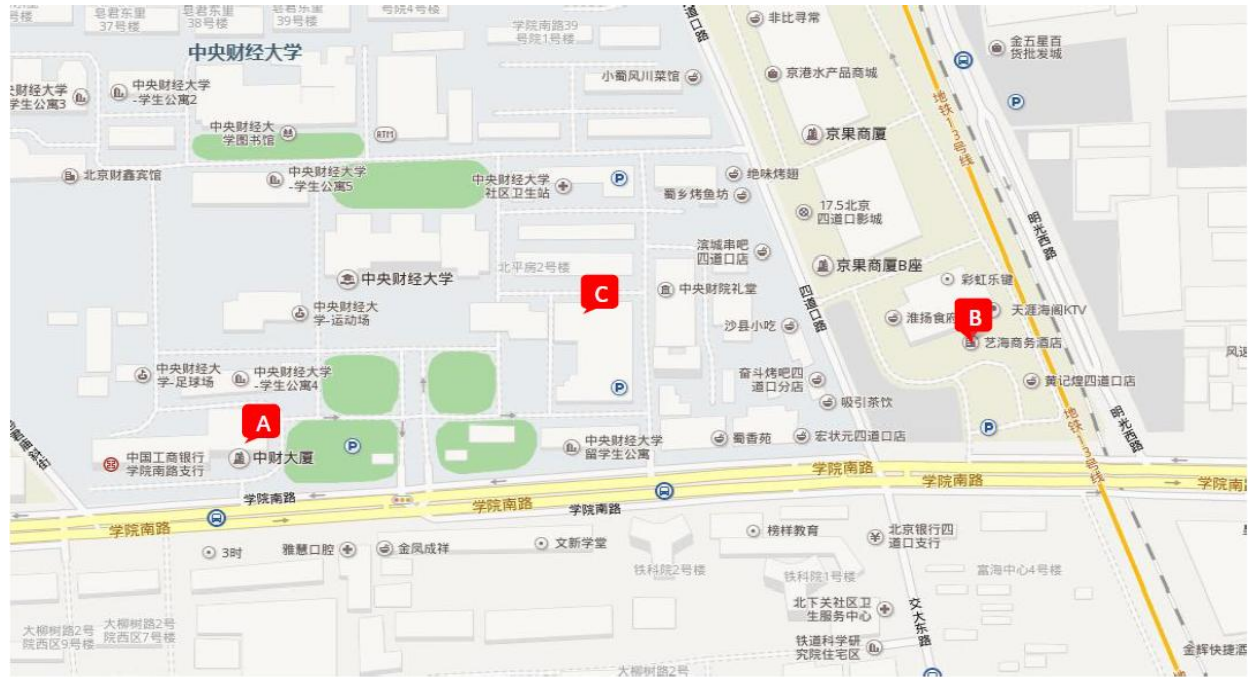 皂君东里
37号楼
皂君东里
38号楼
皂君东里
39号楼
号院4号楼
学院南路39
号院1号楼
四道口路
非比寻常
金五星百
货批发城
中央财经大学
小蜀风川菜馆
京港水产品商城
中央财经大学
-学生公寓2
学生公寓3
地铁13号线
中央财经大
学图书馆
ATM
京果商厦
北京财鑫宾馆
中央财经大学
-学生公寓5
中央财经大学
社区卫生站
绝味烤翅
蜀乡烤鱼坊
17.5北京
四道口影城
明光西路
滨城串吧
四道口店
北平房2号楼
京果商厦B座
中央财经大学
C
中央财院礼堂
四道口路
彩虹乐键
中央财经大
学-运动场
沙县小吃
淮扬食府
B
天涯海阁KTV
艺海商务酒店
中央财经大
学-足球场
中央财经大学
-学生公寓4
奋斗烤吧四
道口分店
黄记煌四道口店
吸引茶饮
A
明光西路
地铁13号线
中国工商银行
学院南路支行
中财大厦
中央财经大学
留学生公寓
蜀香苑
宏状元四道口店
学院南路
学院南路
学院南路
学院南路
学院南路
学院南路
学院南路
3时
雅慧口腔
金凤成祥
文新学堂
榜样教育
北京银行四
道口支行
铁科院2号楼
铁科院1号楼
富海中心4号楼
大柳树路2号
院西区9号楼
大柳树路2号
院西区7号楼
北下关社区卫
生服务中心
交大东路
铁道科学研
究院住宅区
金辉快捷酒
大柳树路2号